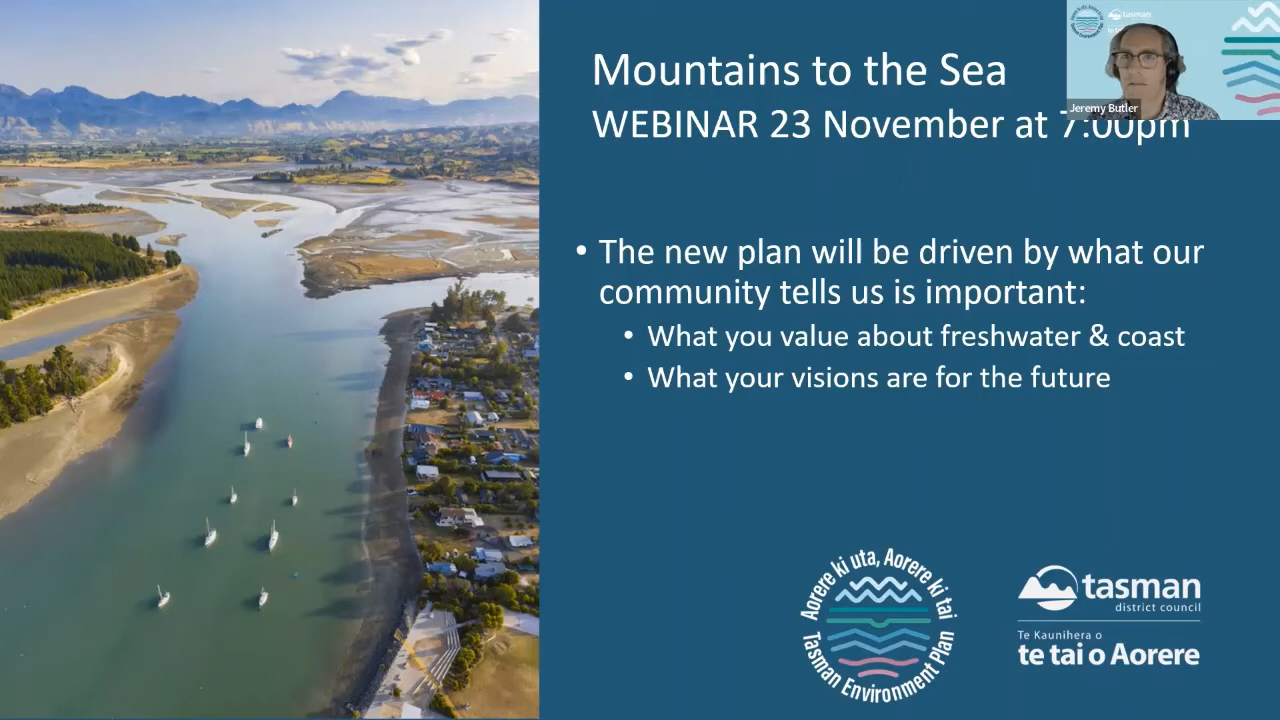 Mountains to the Sea
WEBINAR 23 November at 7:00pm
tasman
Jeremy Butler
• The new plan will be driven by what our
community tells us is important:
• What you value about freshwater & coast
• What your visions are for the future
Aorere ki uta, Aorere ki tai
Tasman Environment Plan
tasman
district council
Te Kaunihera o
te tai o Aorere